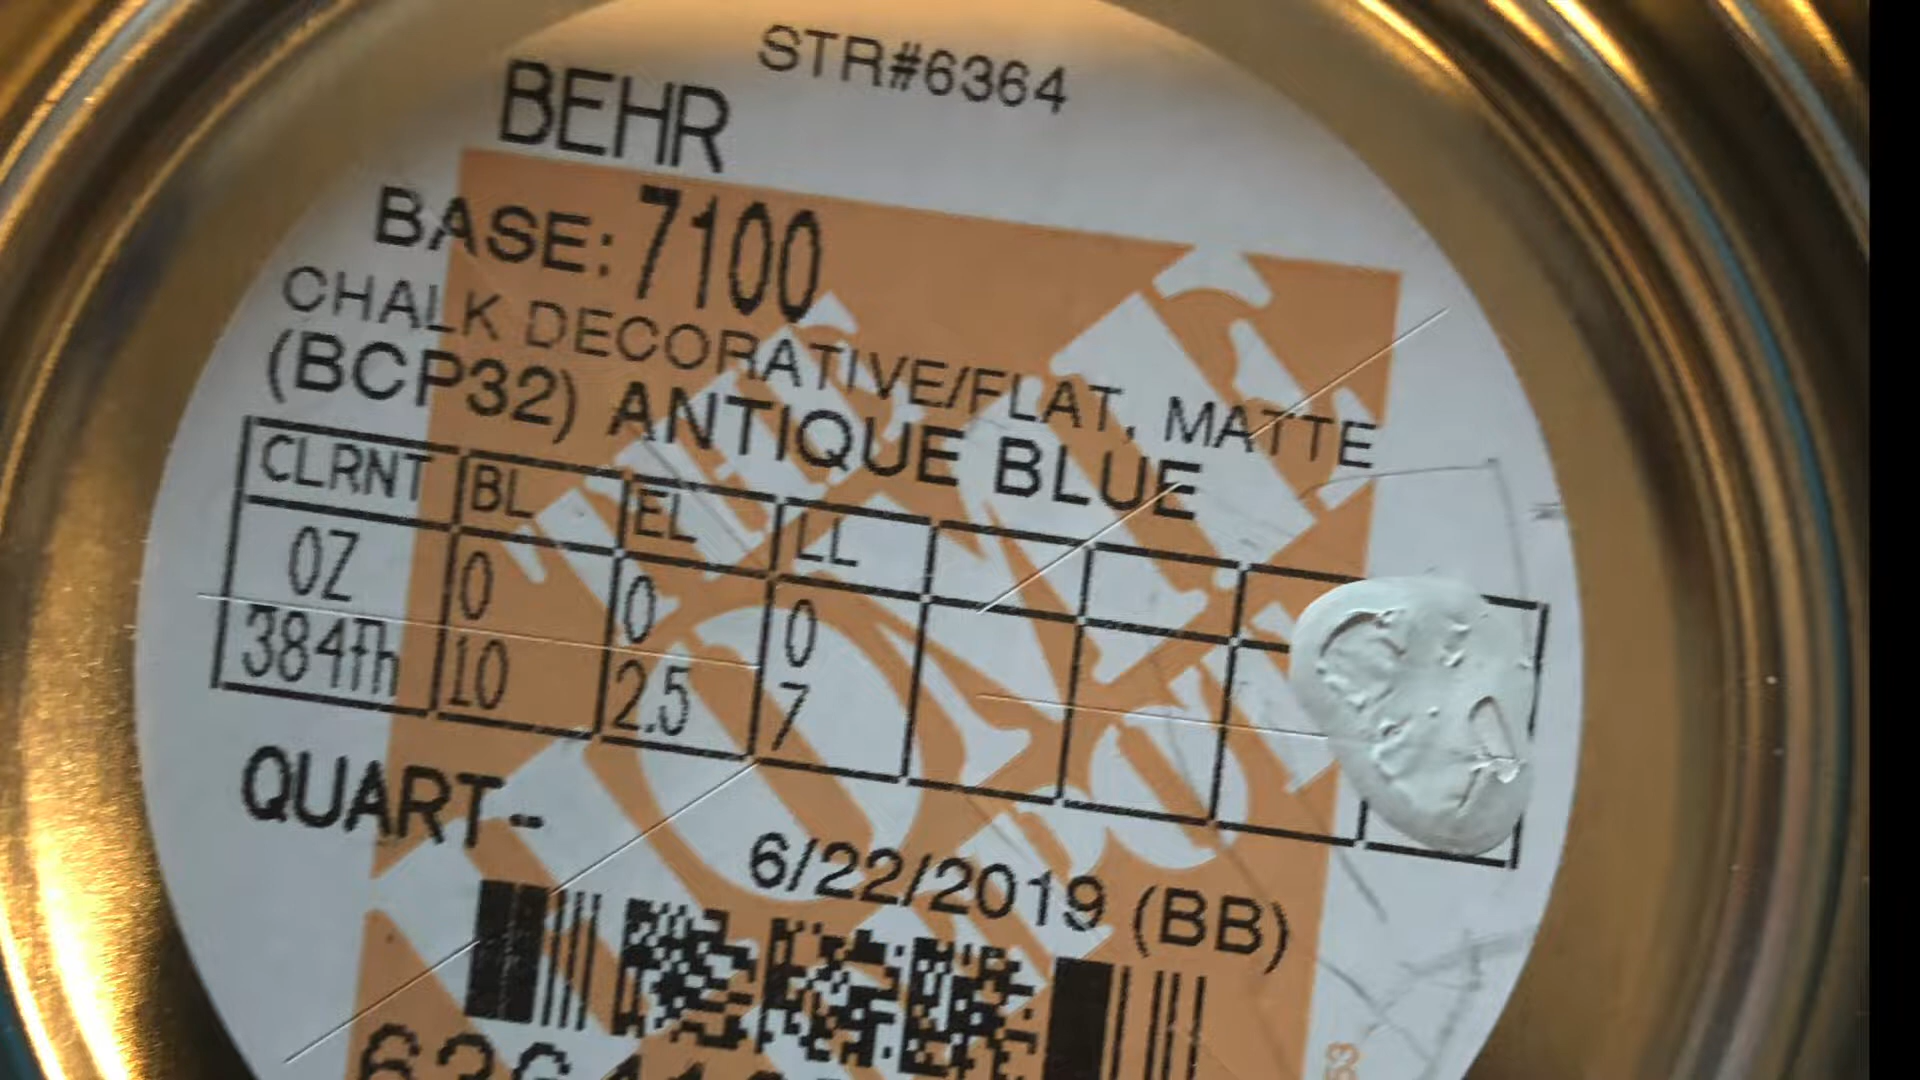 STR#6364
BEHR
BASE: 7100
CHALK DECORATIVE/FLAT, MATTE
(BCP32) ANTIQUE BLUE
CLRNT BL EL LL
OZ 0 0 0
384th 10 2.5 7
QUART-
6/22/2019 (BB)
53